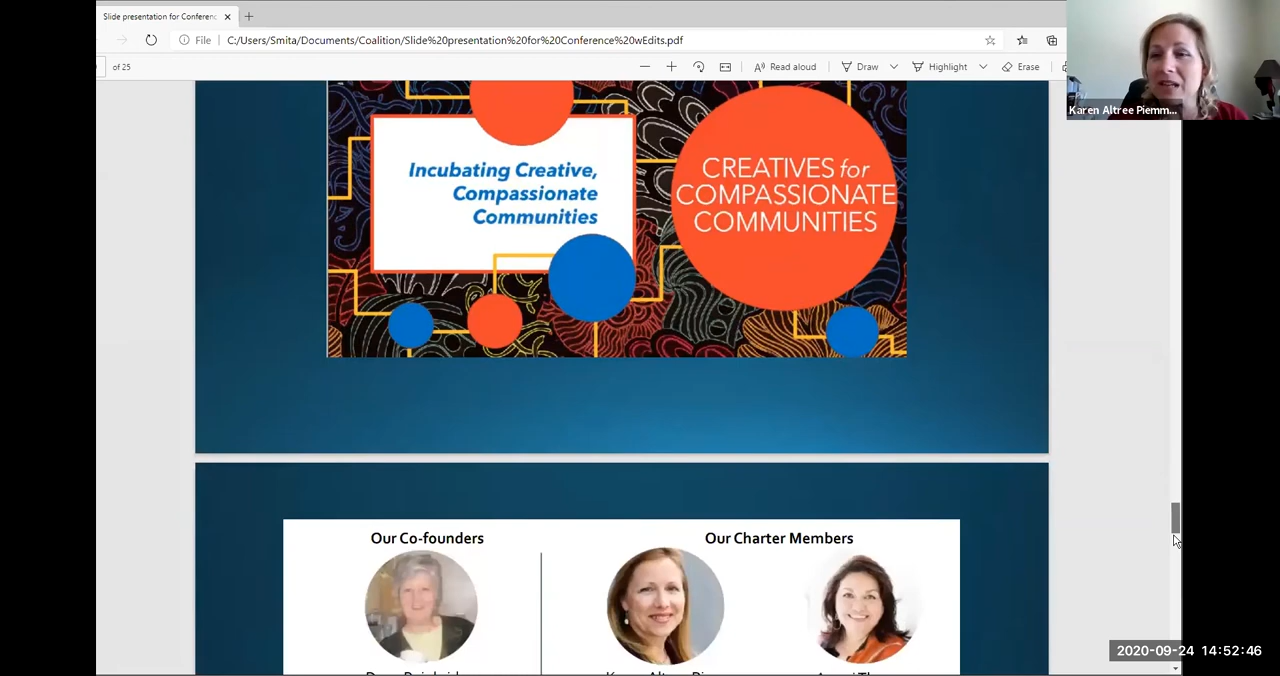 Slide presentation for Conferenc
File
C:/Users/Smita/Documents/Coalition/Slide%20presentation%20for%20Conference%20wEdits.pdf
of 25
Read aloud
Draw
Highlight
Erase
Karen Altree Piemm...
Incubating Creative,
Compassionate
Communities
CREATIVES for
COMPASSIONATE
COMMUNITIES
Our Co-founders
Our Charter Members
2020-09-24 14:52:46